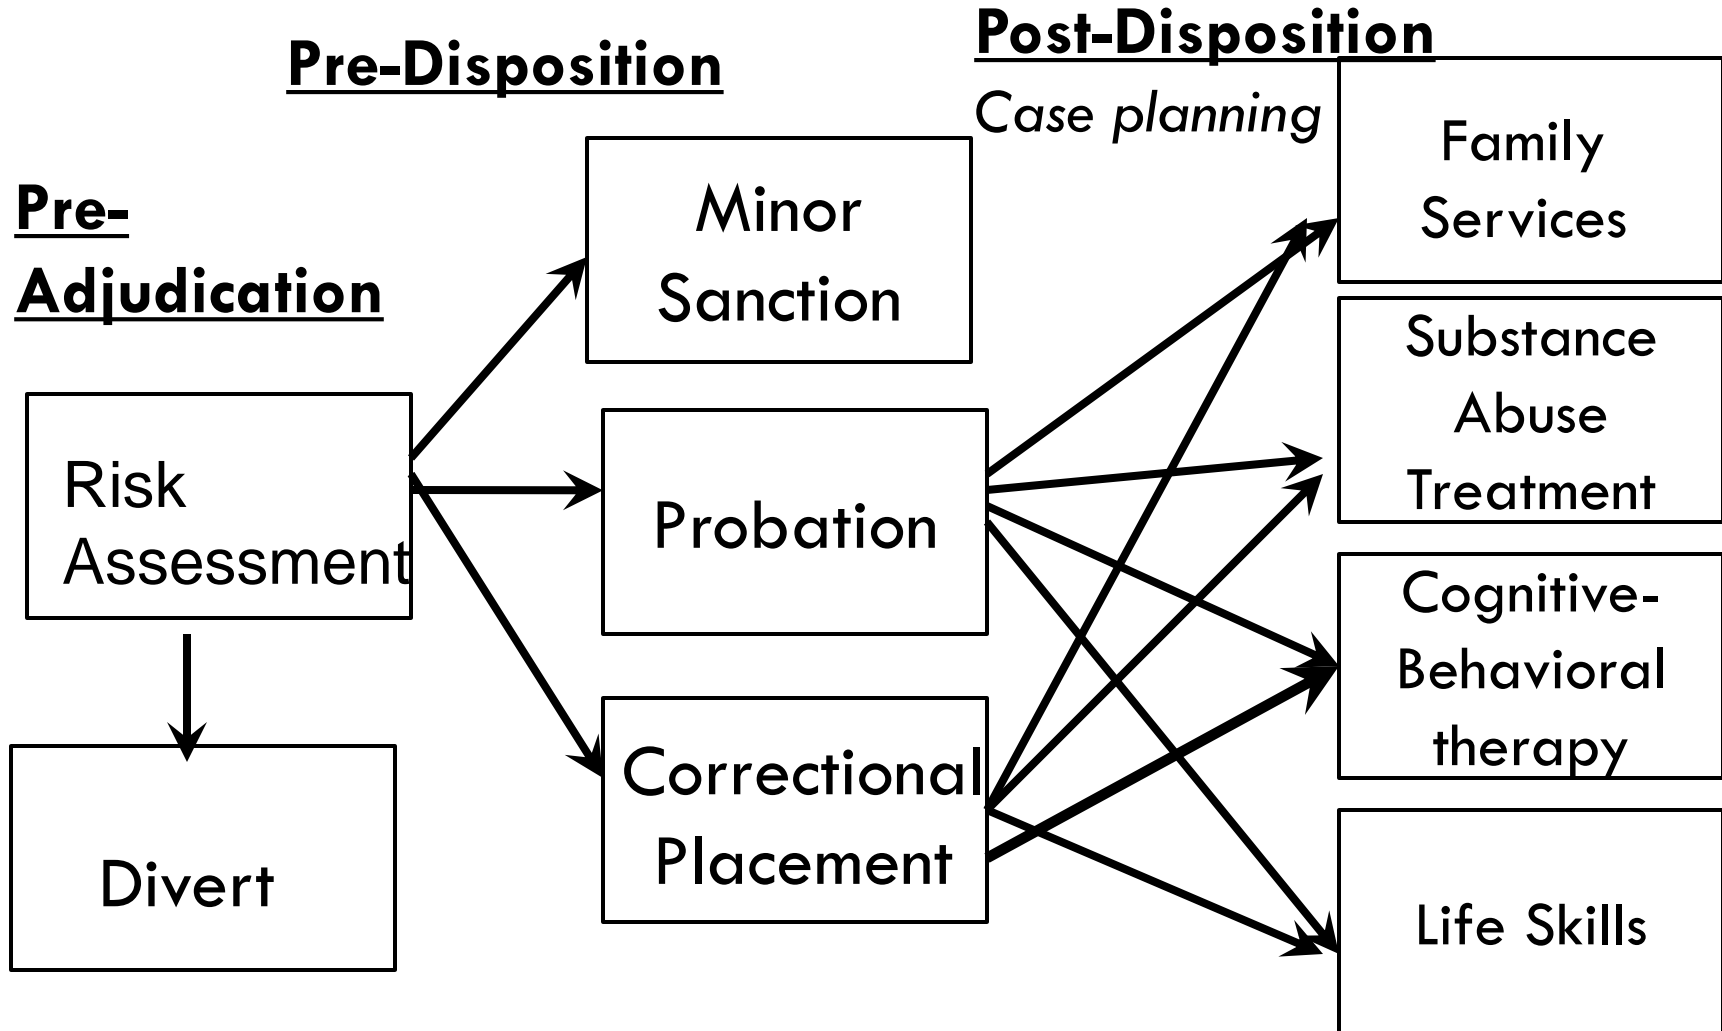 Pre-
Adjudication
Risk
Assessment
Divert
Pre-Disposition
Minor
Sanction
Probation
Correctional
Placement
Post-Disposition
Case planning
Family
Services
Substance
Abuse
Treatment
Cognitive-
Behavioral
therapy
Life Skills